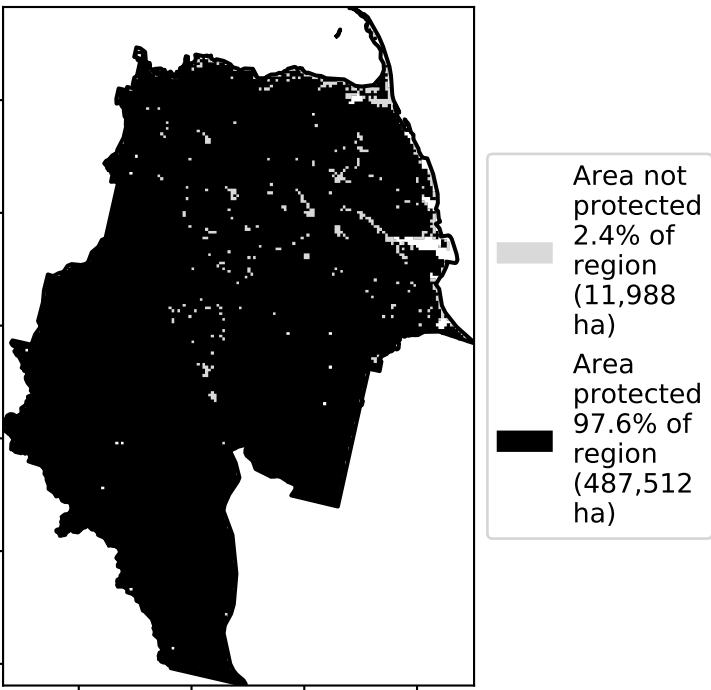 Area not
protected
2.4% of
region
(11,988
ha)
Area
protected
97.6% of
region
(487,512
ha)